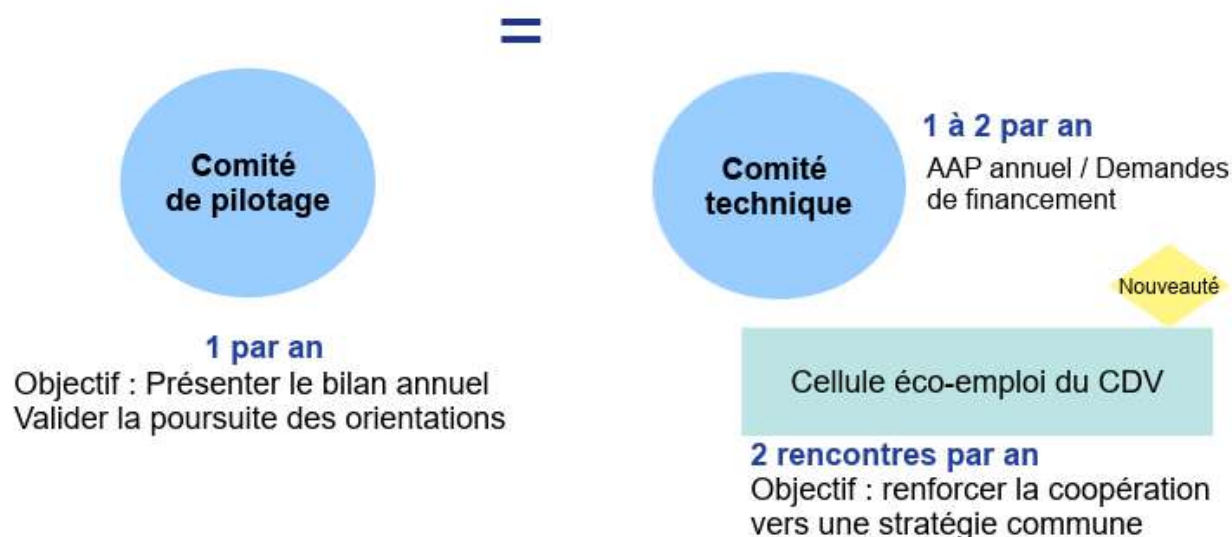 =
Comité
de pilotage
1 par an
Objectif : Présenter le bilan annuel
Valider la poursuite des orientations
Comité
technique
1 à 2 par an
AAP annuel / Demandes
de financement
Nouveauté
Cellule éco-emploi du CDV
2 rencontres par an
Objectif : renforcer la coopération
vers une stratégie commune